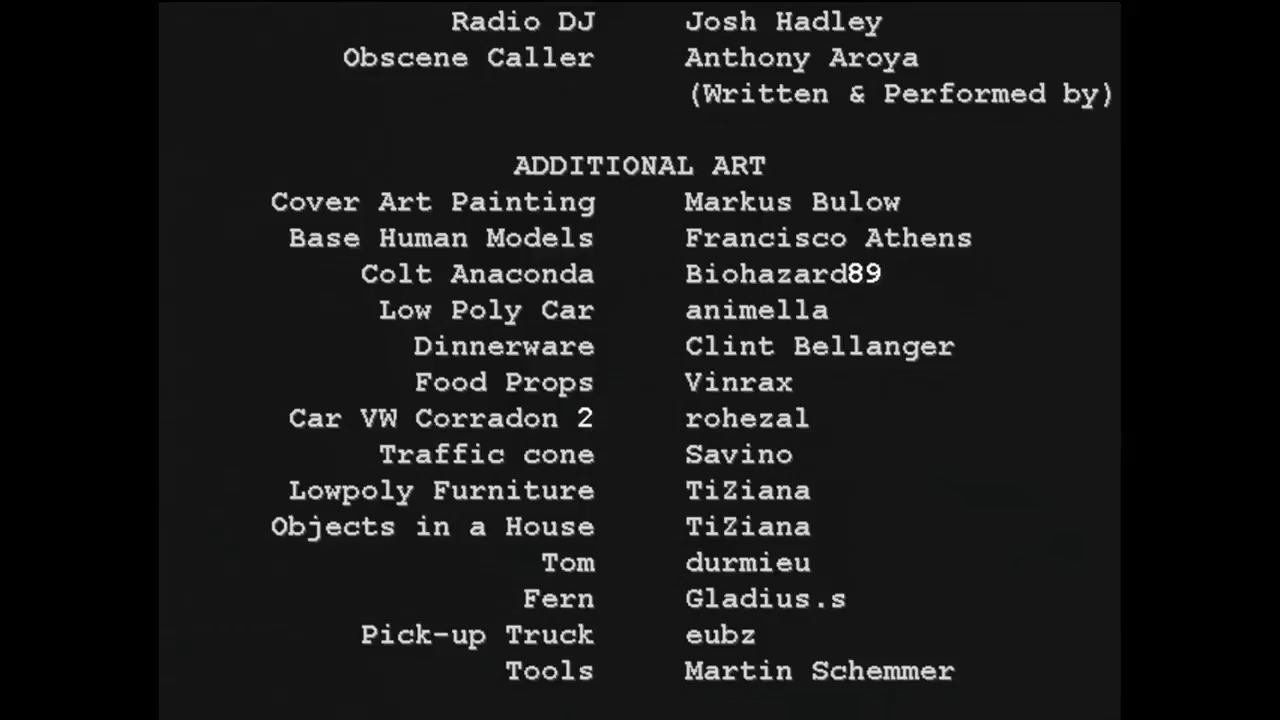 Radio DJ Josh Hadley
Obscene Caller Anthony Aroya
(Written & Performed by)
ADDITIONAL ART
Cover Art Painting Markus Bulow
Base Human Models Francisco Athens
Colt Anaconda Biohazard89
Low Poly Car animella
Dinnerware Clint Bellanger
Food Props Vinrax
Car VW Corradon 2 rohezal
Traffic cone Savino
Lowpoly Furniture TiZiana
Objects in a House TiZiana
Tom durmieu
Fern Gladius.s
Pick-up Truck eubz
Tools Martin Schemmer